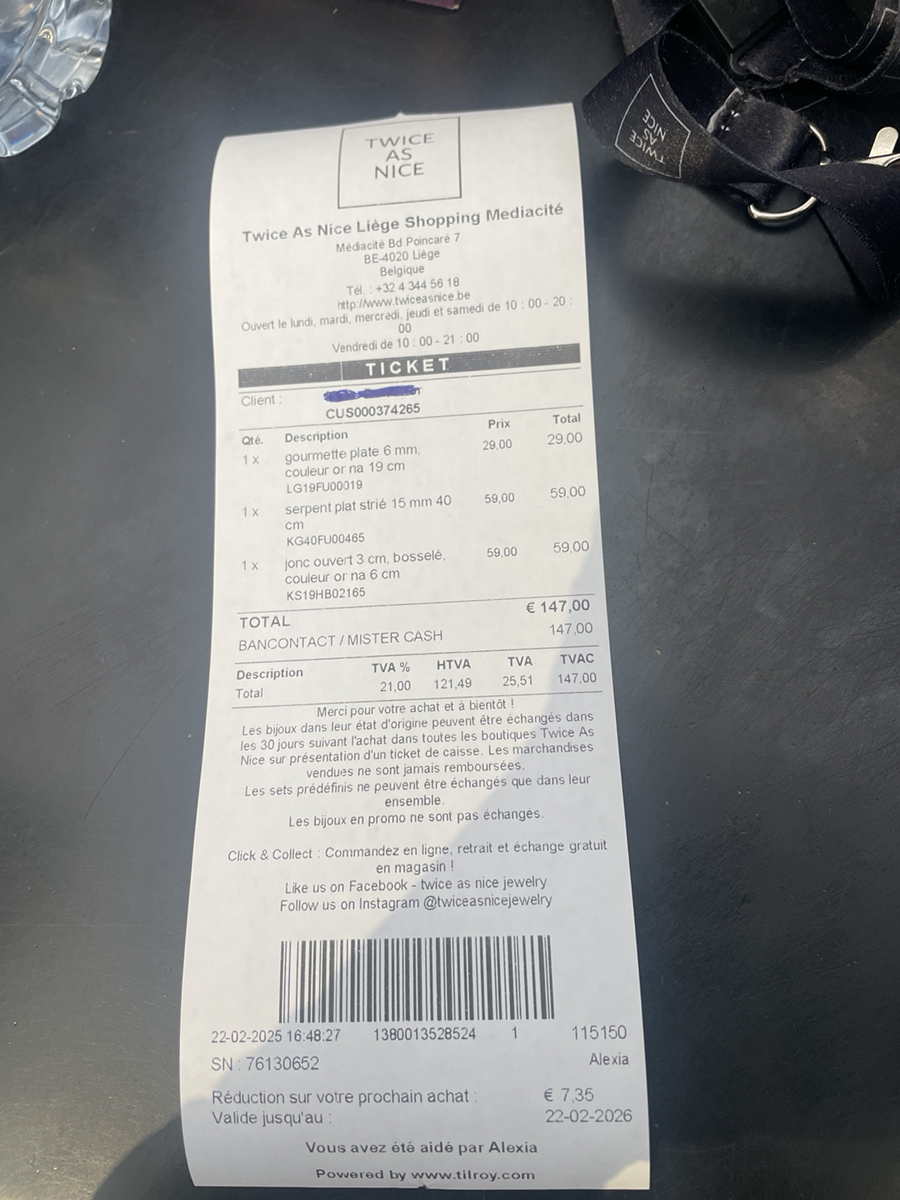 TWICE
AS
NICE
TWICE
AS
NICE
Twice As Nice Liège Shopping Mediacité
Médiacité Bd Poincaré 7
BE-4020 Liège
Belgique
Tél. : +32 4 344 56 18
http://www.twiceasnice.be
Ouvert le lundi, mardi, mercredi, jeudi et samedi de 10 : 00 - 20 :
00
Vendredi de 10 : 00 - 21 : 00
TICKET
Client :
CUS000374265
Qté. Description Prix Total
1 x gourmette plate 6 mm, 29,00 29,00
couleur or na 19 cm
LG19FU00019
1 x serpent plat strié 15 mm 40 59,00 59,00
cm
KG40FU00465
1 x jonc ouvert 3 cm, bosselé, 59,00 59,00
couleur or na 6 cm
KS19HB02165
TOTAL € 147,00
BANCONTACT / MISTER CASH 147,00
Description TVA % HTVA TVA TVAC
Total 21,00 121,49 25,51 147,00
Merci pour votre achat et à bientôt !
Les bijoux dans leur état d'origine peuvent être échangés dans
les 30 jours suivant l'achat dans toutes les boutiques Twice As
Nice sur présentation d'un ticket de caisse. Les marchandises
vendues ne sont jamais remboursées.
Les sets prédéfinis ne peuvent être échangés que dans leur
ensemble.
Les bijoux en promo ne sont pas échangés.
Click & Collect : Commandez en ligne, retrait et échange gratuit
en magasin !
Like us on Facebook - twice as nice jewelry
Follow us on Instagram @twiceasnicejewelry
22-02-2025 16:48:27 1380013528524 1 115150
SN : 76130652 Alexia
Réduction sur votre prochain achat : € 7,35
Valide jusqu'au : 22-02-2026
Vous avez été aidé par Alexia
Powered by www.tilroy.com